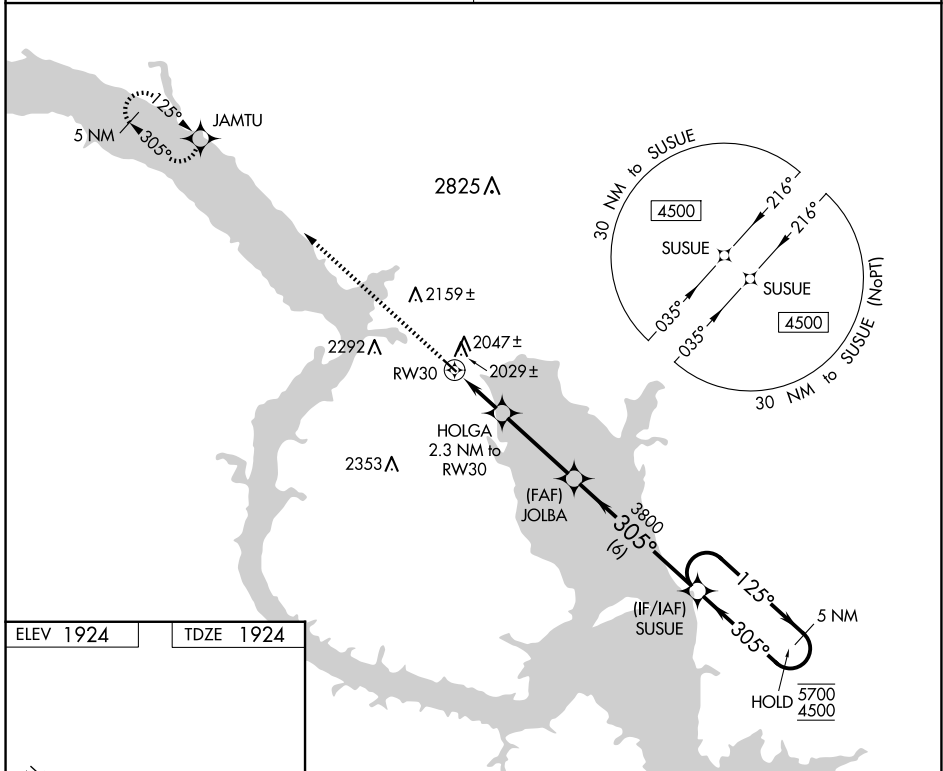 JAMTU
125°
305°
5 NM
2825
30 NM to SUSUE
4500
216°
SUSUE
035°
216°
SUSUE
4500
035°
30 NM to SUSUE (NoPT)
2159±
2292
2047±
2029±
RW30
HOLGA
2.3 NM to
RW30
2353
(FAF)
JOLBA
3800
305°
(6)
(IF/IAF)
SUSUE
125°
305°
5 NM
HOLD 5700
4500
ELEV 1924
TDZE 1924